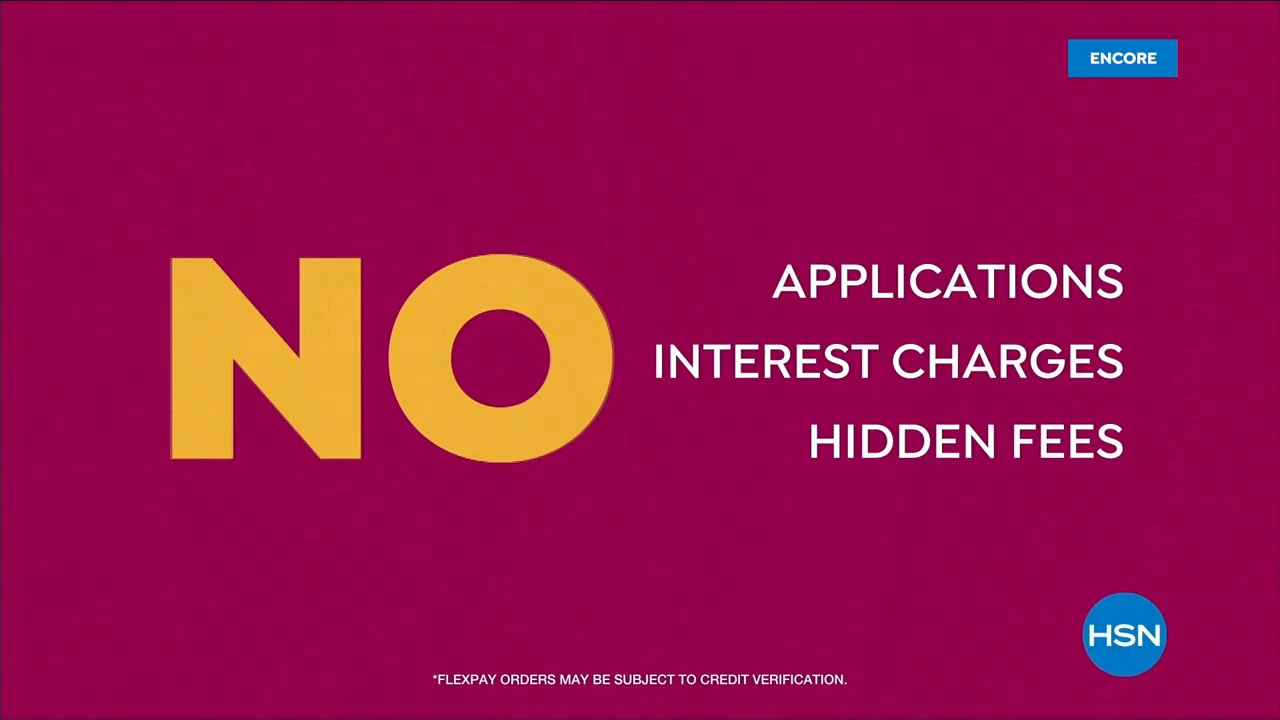 ENCORE
NO
APPLICATIONS
INTEREST CHARGES
HIDDEN FEES
HSN
*FLEXPAY ORDERS MAY BE SUBJECT TO CREDIT VERIFICATION.